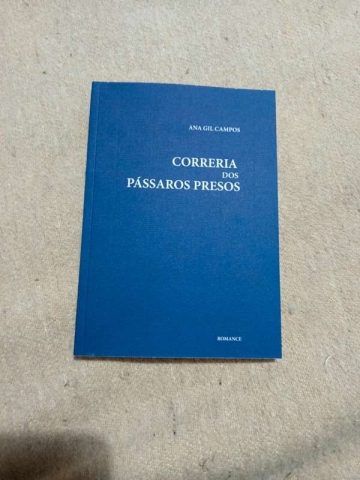 ANA GIL CAMPOS
CORRERIA
DOS
PÁSSAROS PRESOS
ROMANCE